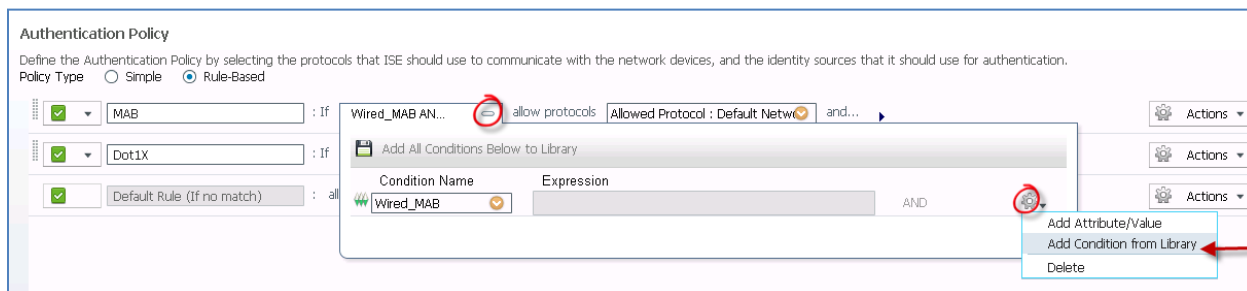 Authentication Policy
Define the Authentication Policy by selecting the protocols that ISE should use to communicate with the network devices, and the identity sources that it should use for authentication.
Policy Type Simple Rule-Based
MAB : If Wired_MAB AN... allow protocols Allowed Protocol : Default Netw and... Actions
Add All Conditions Below to Library
Dot1X : If Actions
Condition Name Expression
Default Rule (If no match) : all Wired_MAB AND Actions
Add Attribute/Value
Add Condition from Library
Delete